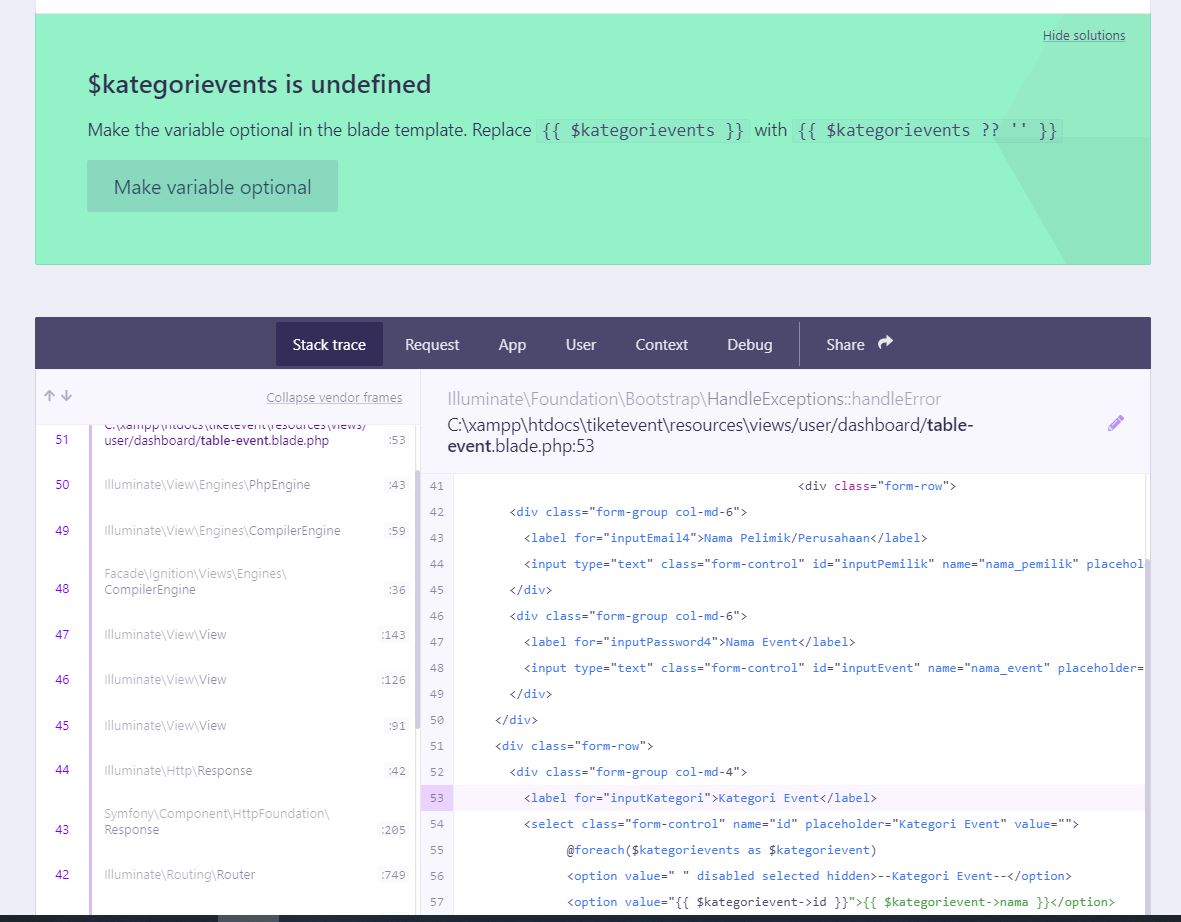 Hide solutions
$kategorievents is undefined
Make the variable optional in the blade template. Replace {{ $kategorievents }} with {{ $kategorievents ?? '' }}
Make variable optional
Stack trace Request App User Context Debug Share
Collapse vendor frames
C:\xampp\htdocs\tiketevent\resources\views/
51 user/dashboard/table-event.blade.php :53
50 Illuminate\View\Engines\PhpEngine :43
49 Illuminate\View\Engines\CompilerEngine :59
Facade\Ignition\Views\Engines\
48 CompilerEngine :36
47 Illuminate\View\View :143
46 Illuminate\View\View :126
45 Illuminate\View\View :91
44 Illuminate\Http\Response :42
Symfony\Component\HttpFoundation\
43 Response :205
42 Illuminate\Routing\Router :749
Illuminate\Foundation\Bootstrap\HandleExceptions::handleError
C:\xampp\htdocs\tiketevent\resources\views/user/dashboard/table-
event.blade.php:53
41 <div class="form-row">
42 <div class="form-group col-md-6">
43 <label for="inputEmail4">Nama Pelimik/Perusahaan</label>
44 <input type="text" class="form-control" id="inputPemilik" name="nama_pemilik" placehol
45 </div>
46 <div class="form-group col-md-6">
47 <label for="inputPassword4">Nama Event</label>
48 <input type="text" class="form-control" id="inputEvent" name="nama_event" placeholder=
49 </div>
50 </div>
51 <div class="form-row">
52 <div class="form-group col-md-4">
53 <label for="inputKategori">Kategori Event</label>
54 <select class="form-control" name="id" placeholder="Kategori Event" value="">
55 @foreach($kategorievents as $kategorievent)
56 <option value=" " disabled selected hidden>--Kategori Event--</option>
57 <option value="{{ $kategorievent->id }}">{{ $kategorievent->nama }}</option>